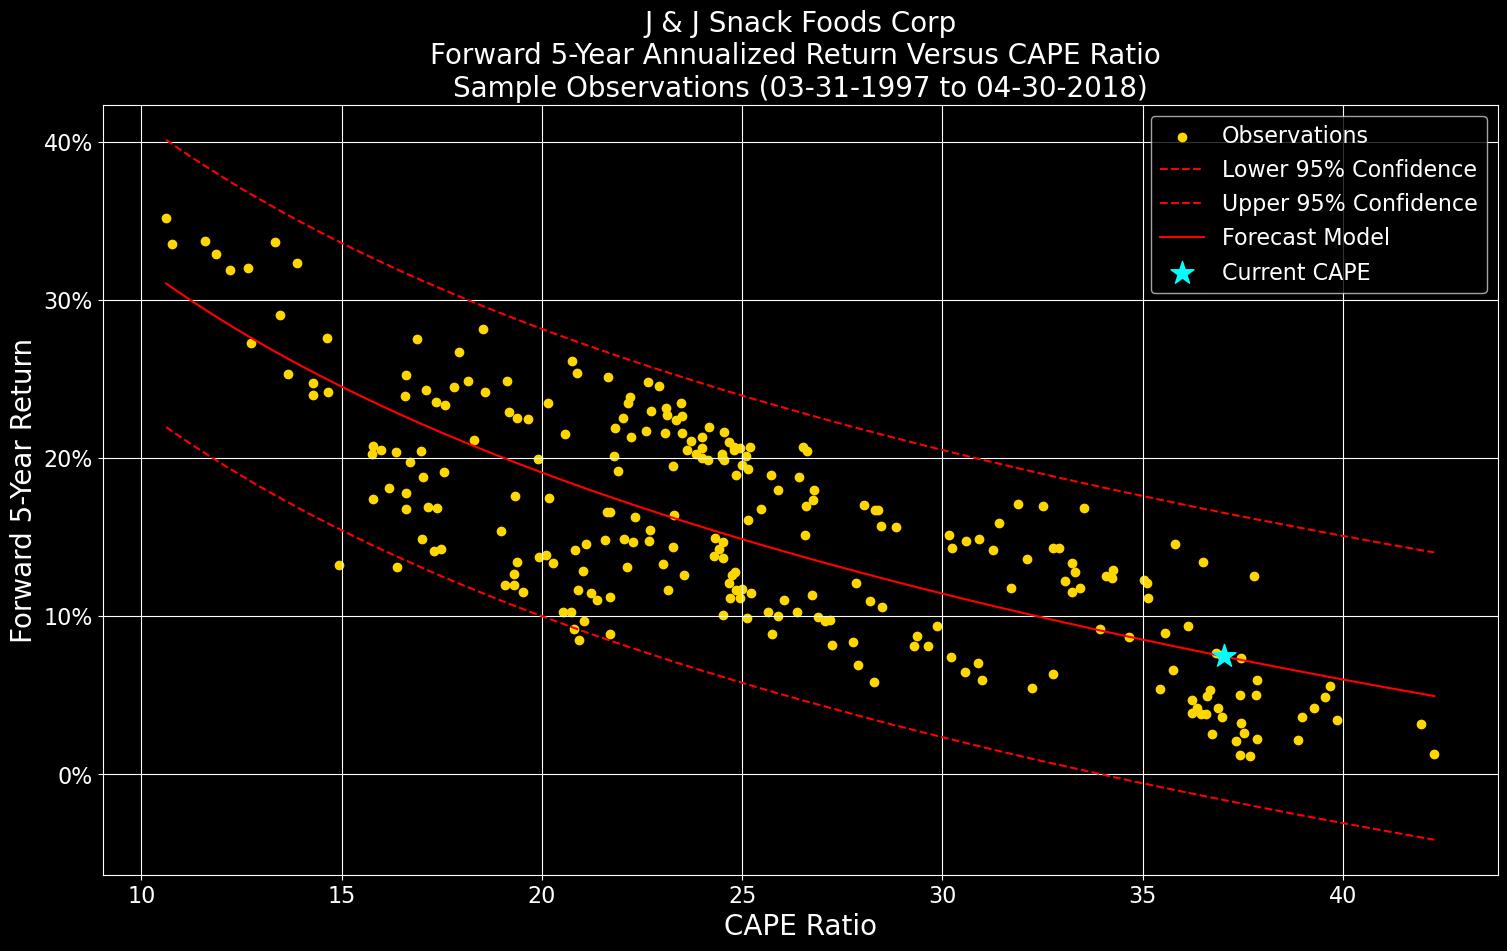 J & J Snack Foods Corp
Forward 5-Year Annualized Return Versus CAPE Ratio
Sample Observations (03-31-1997 to 04-30-2018)
Observations
Lower 95% Confidence
Upper 95% Confidence
Forecast Model
Current CAPE
Forward 5-Year Return
40%
30%
20%
10%
0%
10 15 20 25 30 35 40
CAPE Ratio